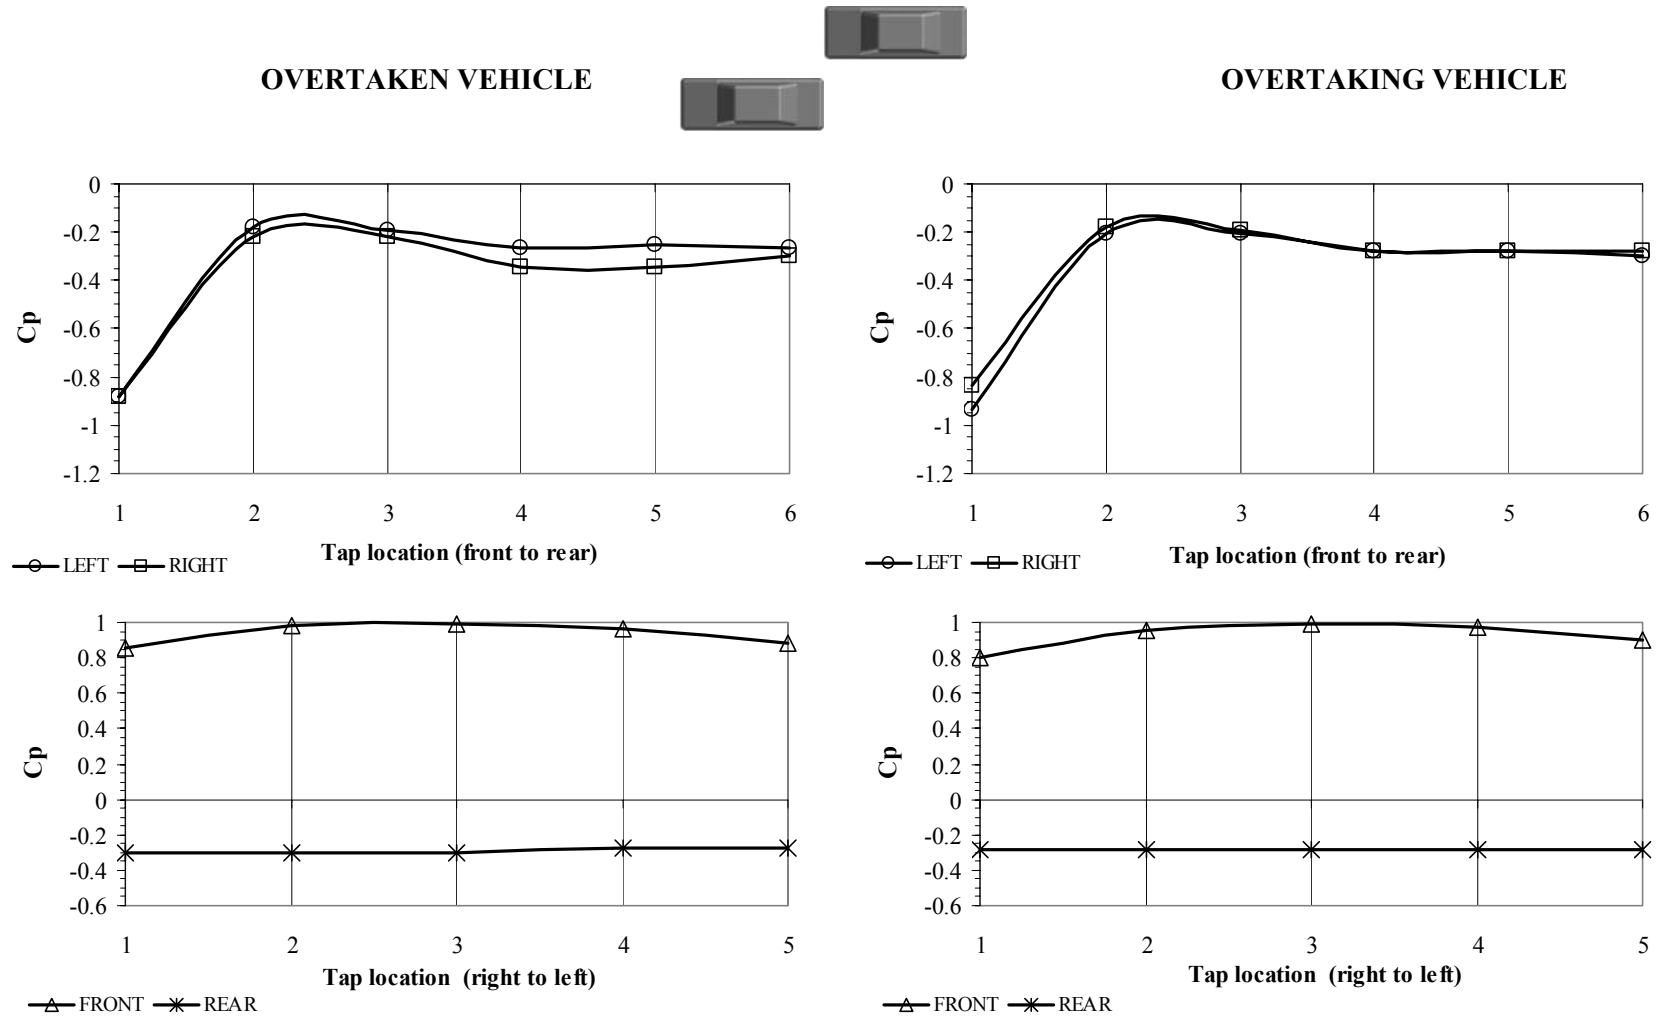 OVERTAKEN VEHICLE
OVERTAKING VEHICLE
0
-0.2
-0.4
-0.6
-0.8
-1
-1.2
Cp
1 2 3 4 5 6
Tap location (front to rear)
LEFT RIGHT
0
-0.2
-0.4
-0.6
-0.8
-1
-1.2
Cp
1 2 3 4 5 6
Tap location (front to rear)
LEFT RIGHT
1
0.8
0.6
0.4
0.2
0
-0.2
-0.4
-0.6
Cp
1 2 3 4 5
Tap location (right to left)
FRONT REAR
1
0.8
0.6
0.4
0.2
0
-0.2
-0.4
-0.6
Cp
1 2 3 4 5
Tap location (right to left)
FRONT REAR